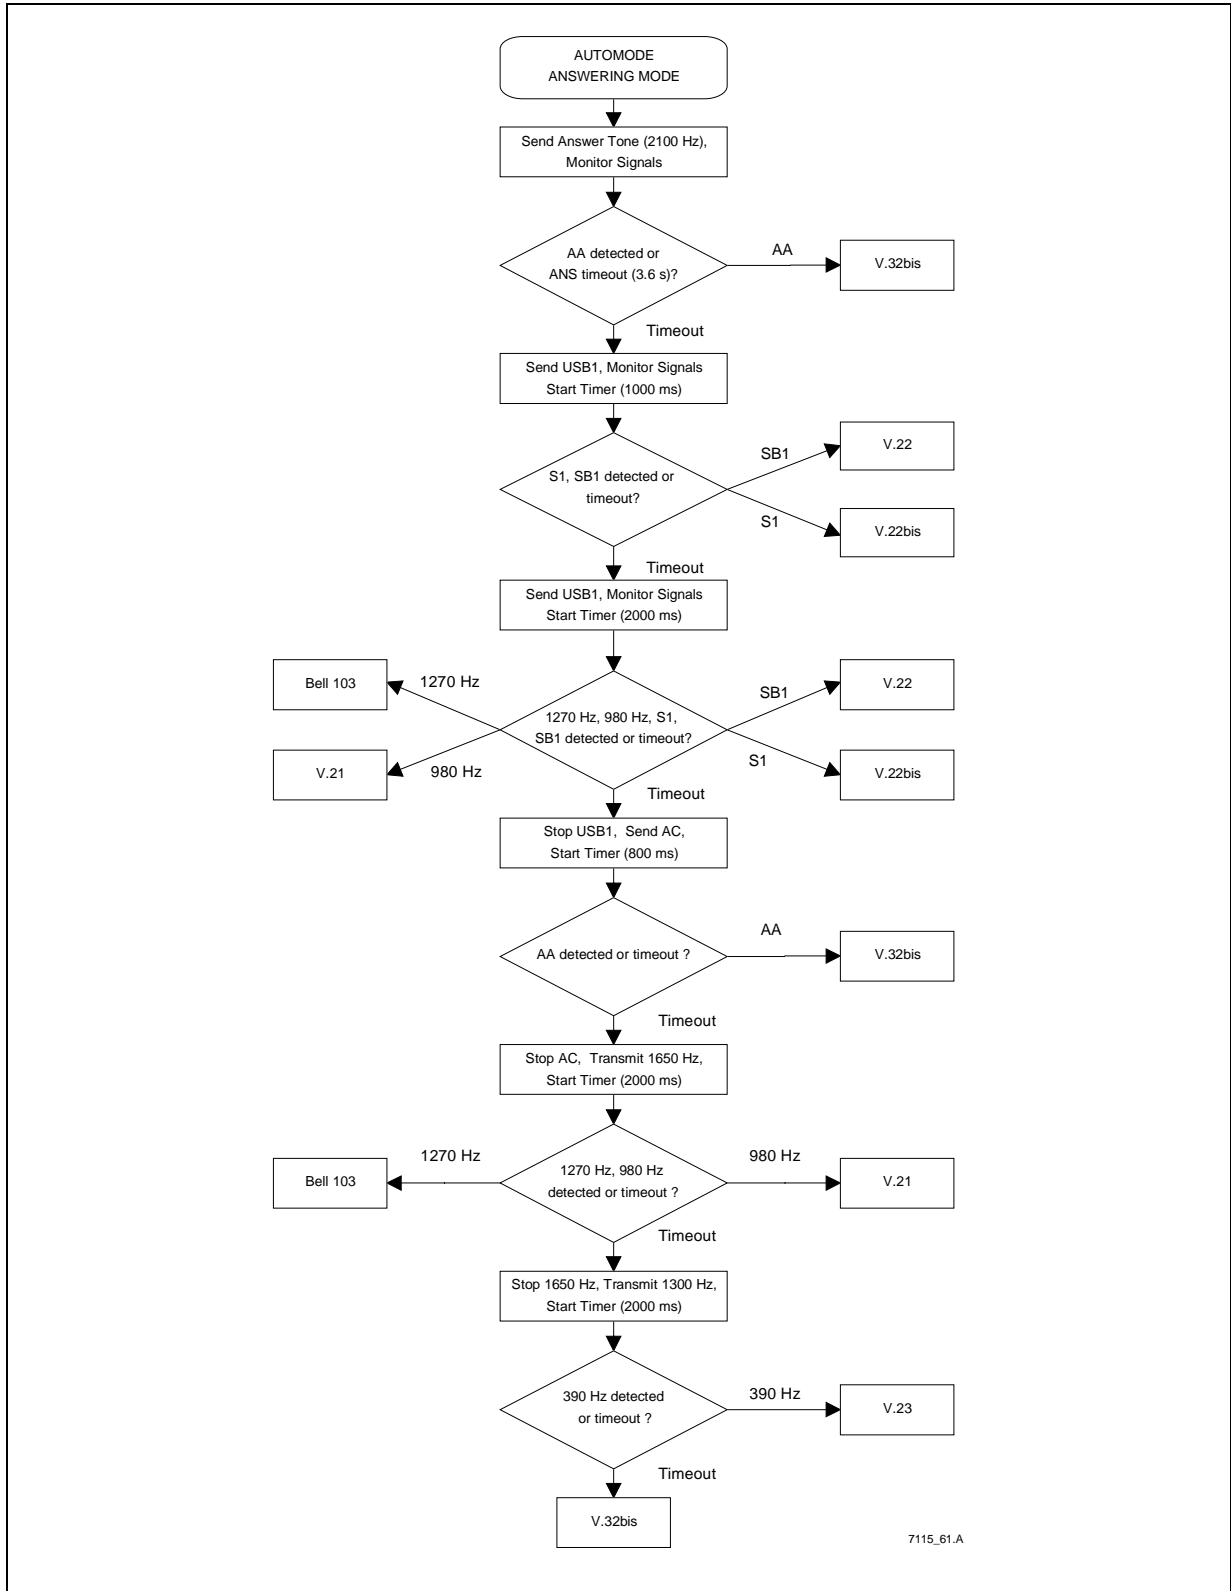 AUTOMODE
ANSWERING MODE
Send Answer Tone (2100 Hz),
Monitor Signals
AA detected or
ANS timeout (3.6 s)?
AA
V.32bis
Timeout
Send USB1, Monitor Signals
Start Timer (1000 ms)
S1, SB1 detected or
timeout?
SB1
V.22
S1
V.22bis
Timeout
Send USB1, Monitor Signals
Start Timer (2000 ms)
Bell 103
1270 Hz
V.21
980 Hz
1270 Hz, 980 Hz, S1,
SB1 detected or timeout?
SB1
V.22
S1
V.22bis
Timeout
Stop USB1, Send AC,
Start Timer (800 ms)
AA detected or timeout ?
AA
V.32bis
Timeout
Stop AC, Transmit 1650 Hz,
Start Timer (2000 ms)
Bell 103
1270 Hz
1270 Hz, 980 Hz
detected or timeout ?
980 Hz
V.21
Timeout
Stop 1650 Hz, Transmit 1300 Hz,
Start Timer (2000 ms)
390 Hz detected
or timeout ?
390 Hz
V.23
Timeout
V.32bis
7115_61.A